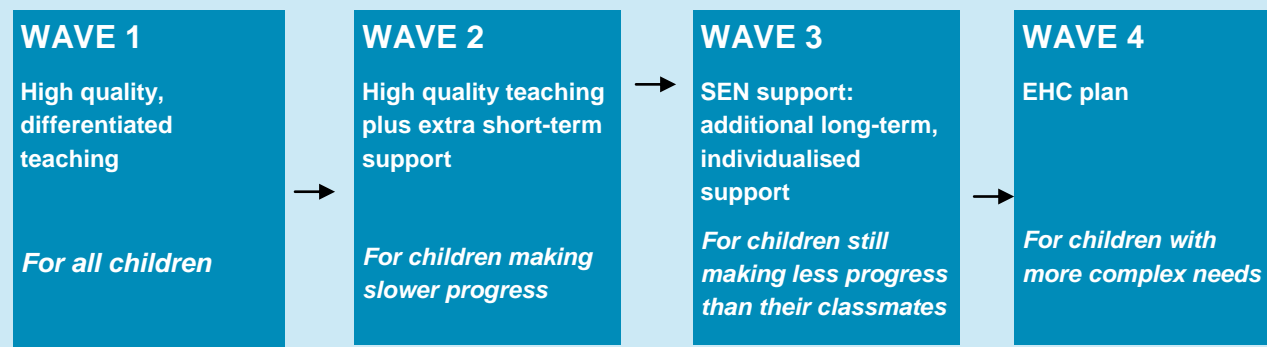 WAVE 1
High quality,
differentiated
teaching
For all children
WAVE 2
High quality teaching
plus extra short-term
support
For children making
slower progress
WAVE 3
SEN support:
additional long-term,
individualised
support
For children still
making less progress
than their classmates
WAVE 4
EHC plan
For children with
more complex needs